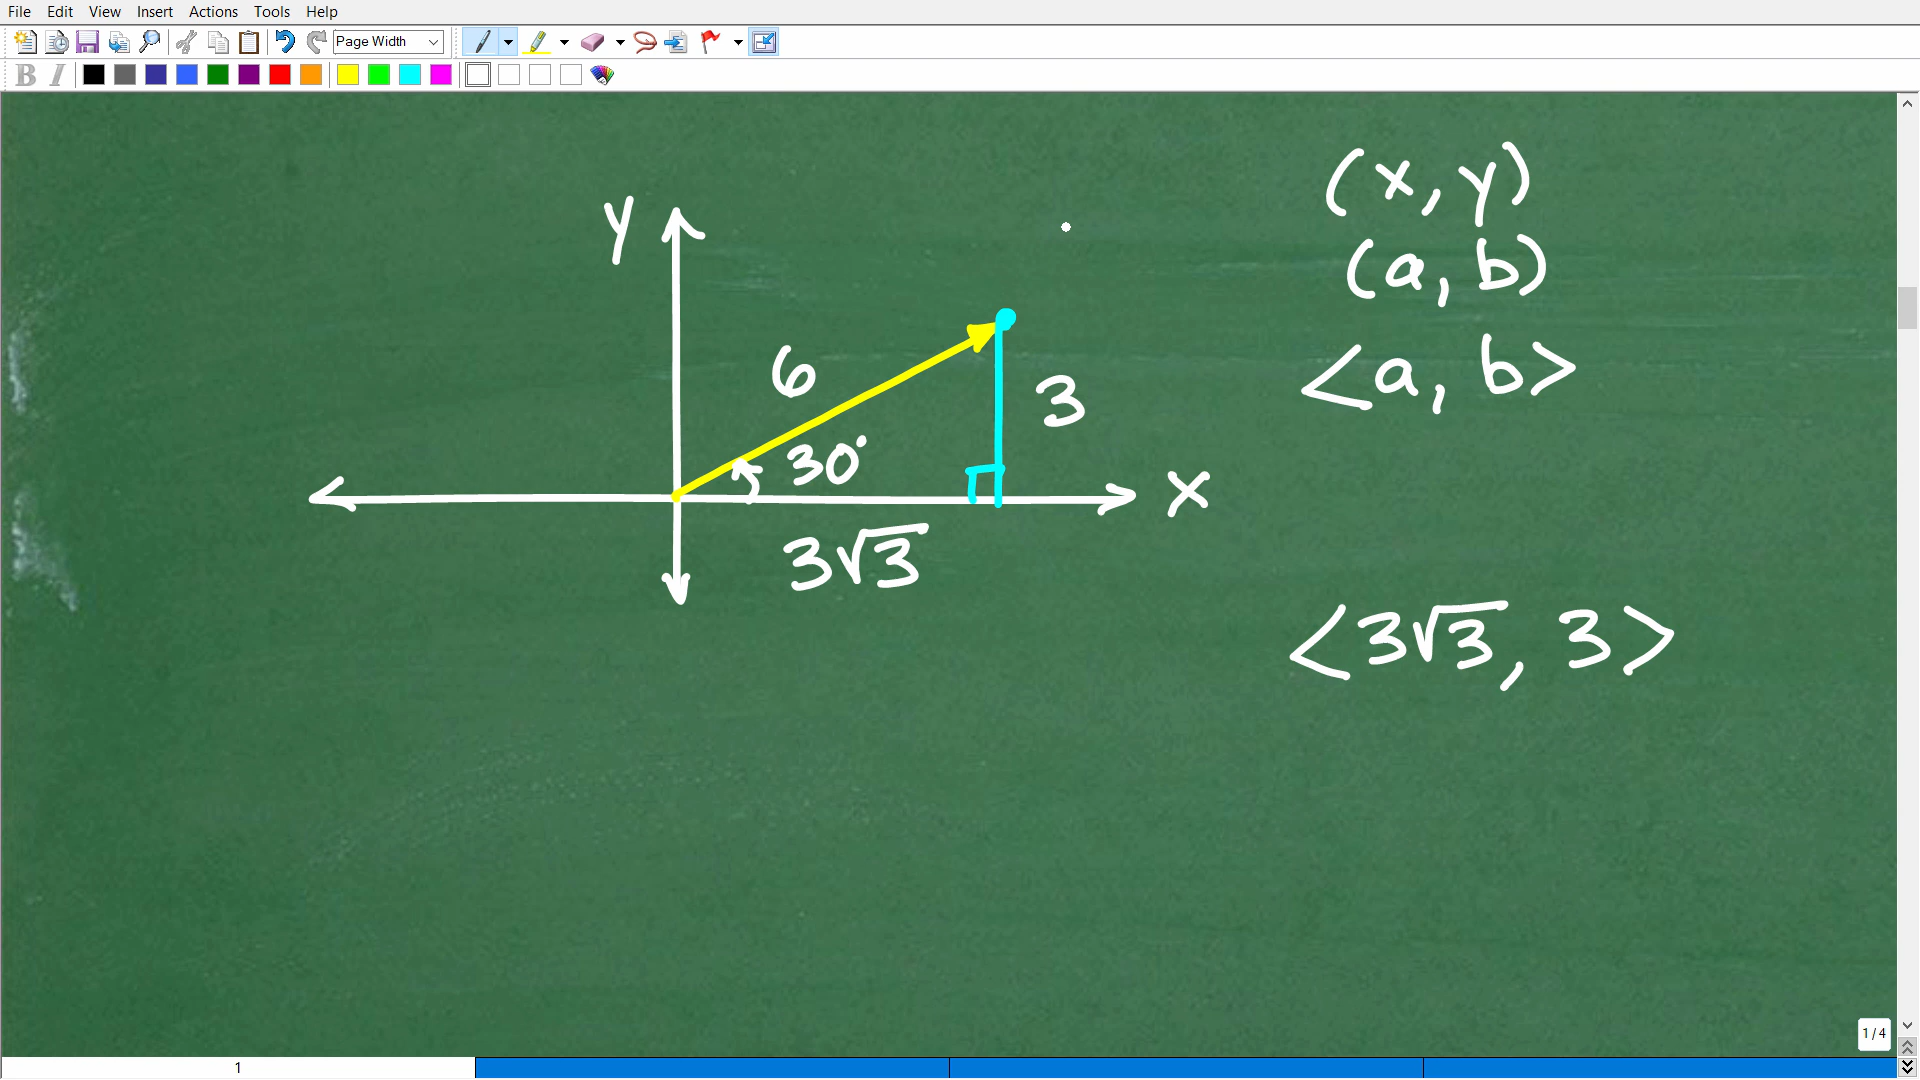 File Edit View Insert Actions Tools Help
Page Width
B I
(x, y)
y
(a, b)
6
<a, b>
3
30°
x
3√3
<3√3, 3>
1 / 4
1